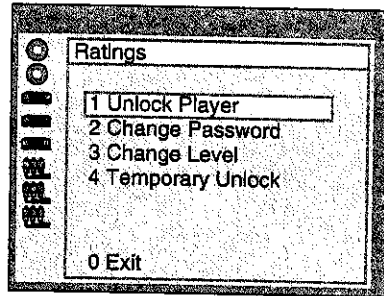 Ratings
1 Unlock Player
2 Change Password
3 Change Level
4 Temporary Unlock
0 Exit